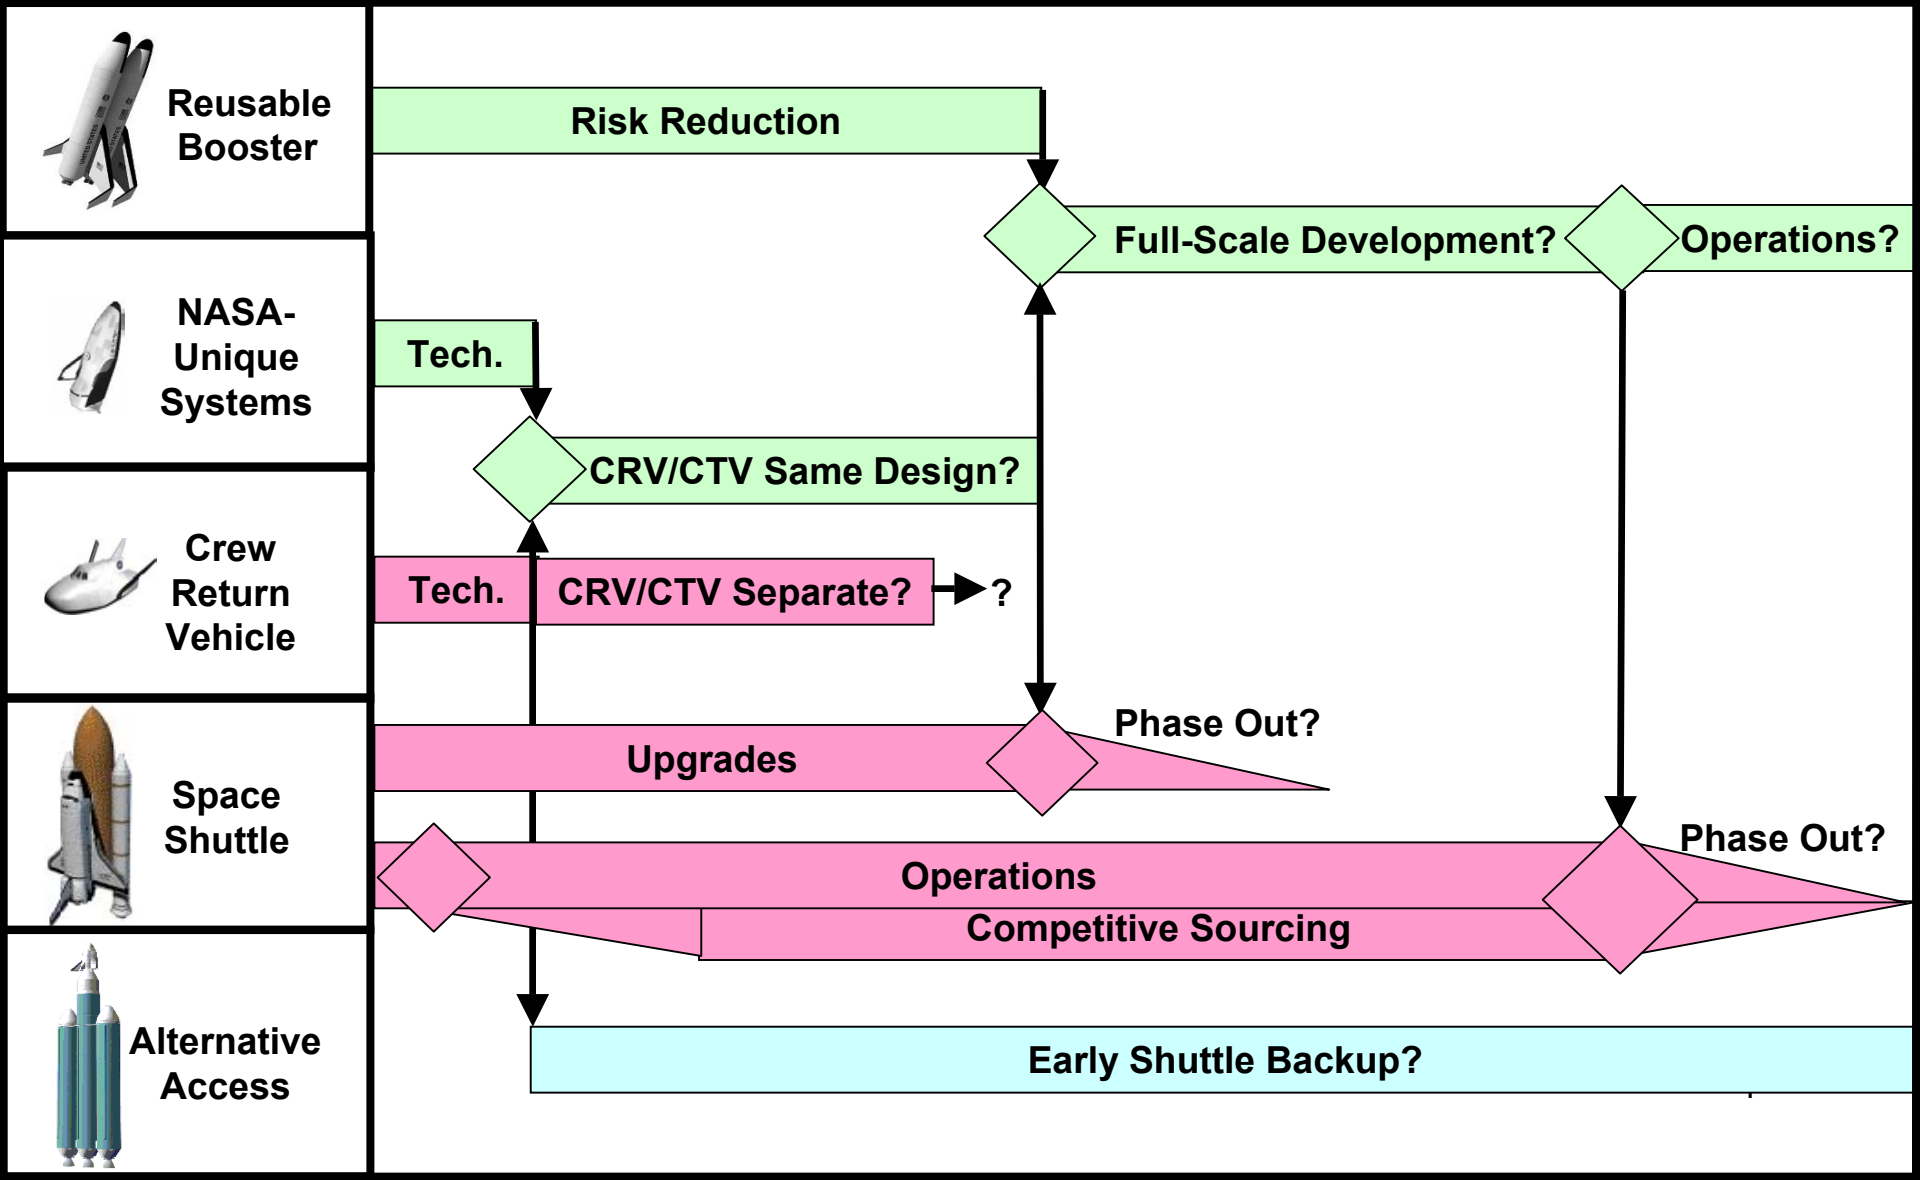 Reusable
Booster
Risk Reduction
Full-Scale Development?
Operations?
NASA-
Unique
Systems
Tech.
CRV/CTV Same Design?
Crew
Return
Vehicle
Tech.
CRV/CTV Separate?
?
Space
Shuttle
Upgrades
Phase Out?
Operations
Phase Out?
Competitive Sourcing
Alternative
Access
Early Shuttle Backup?